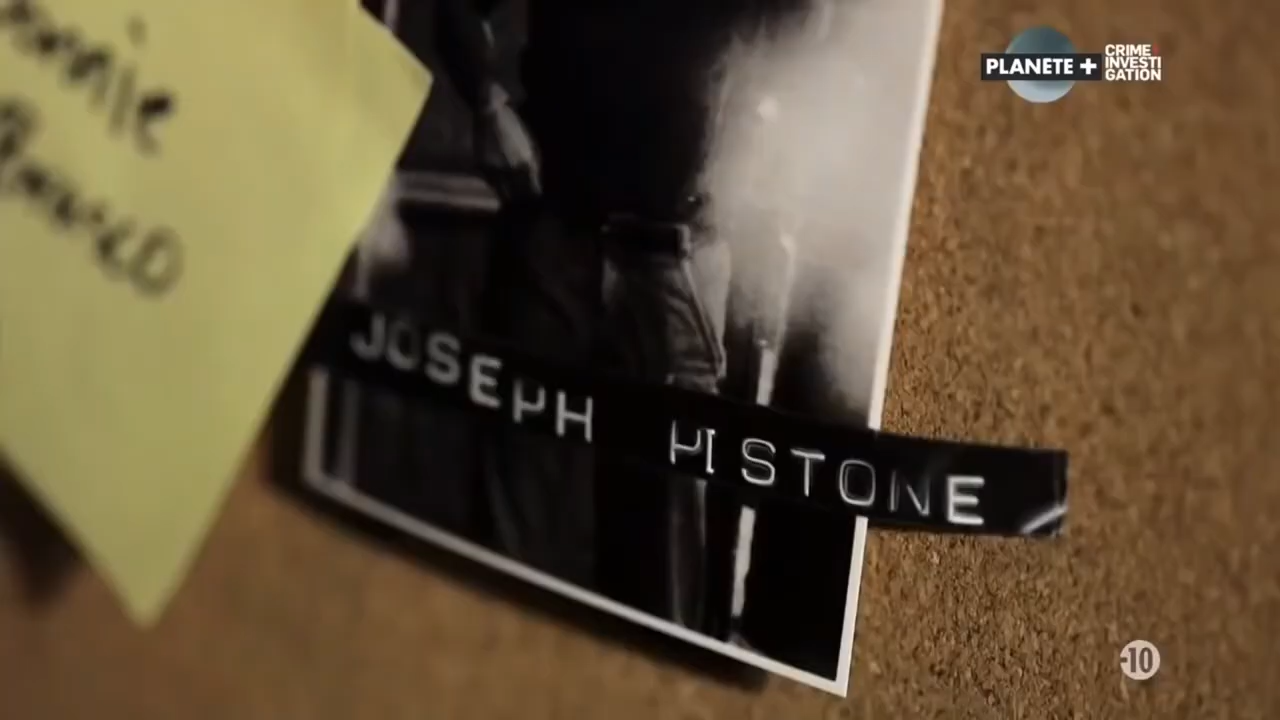 PLANETE +
CRIME
INVESTI
GATION
JOSEPH PISTONE
-10